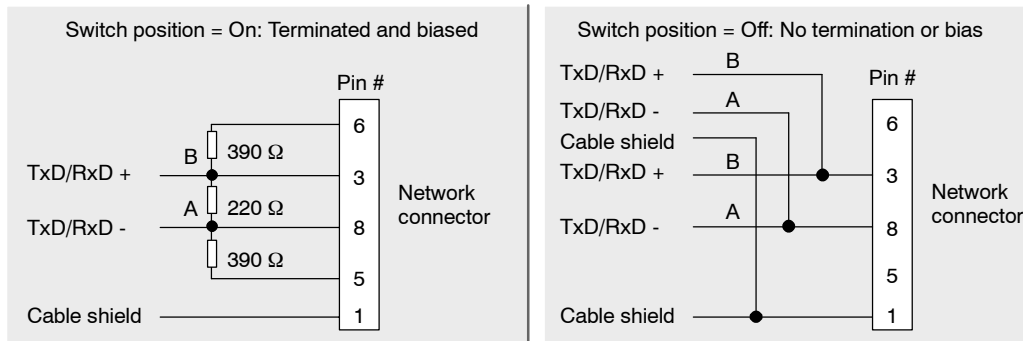 Switch position = On: Terminated and biased
Pin #
6
390 Ω
B
TxD/RxD +
3
220 Ω
A
TxD/RxD -
8
390 Ω
5
Cable shield
1
Network
connector
Switch position = Off: No termination or bias
TxD/RxD +
B
Pin #
TxD/RxD -
A
6
Cable shield
TxD/RxD +
B
3
TxD/RxD -
A
8
5
Cable shield
1
Network
connector